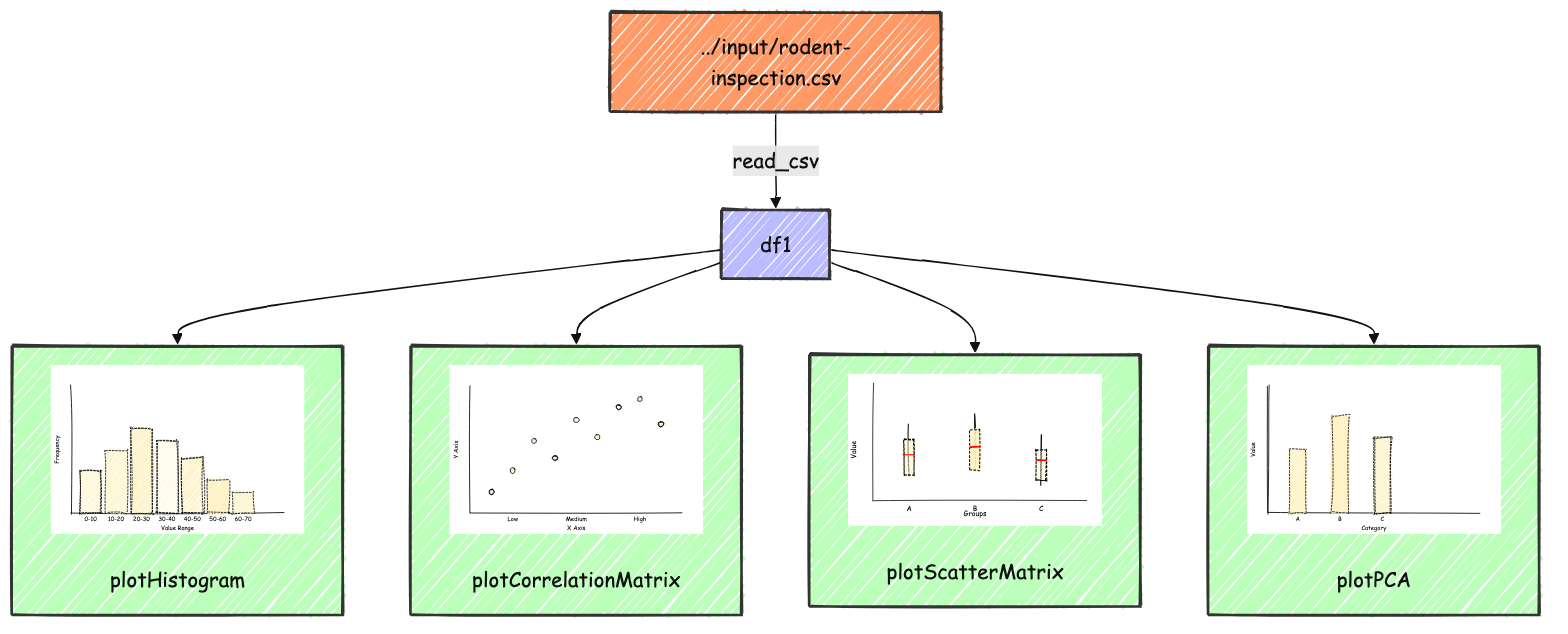 ../input/rodent-
inspection.csv
read_csv
df1
Frequency
0-10 10-20 20-30 30-40 40-50 50-60 60-70
Value Range
plotHistogram
Y Axis
Low Medium High
X Axis
plotCorrelationMatrix
Value
A B C
Groups
plotScatterMatrix
Value
A B C
Category
plotPCA